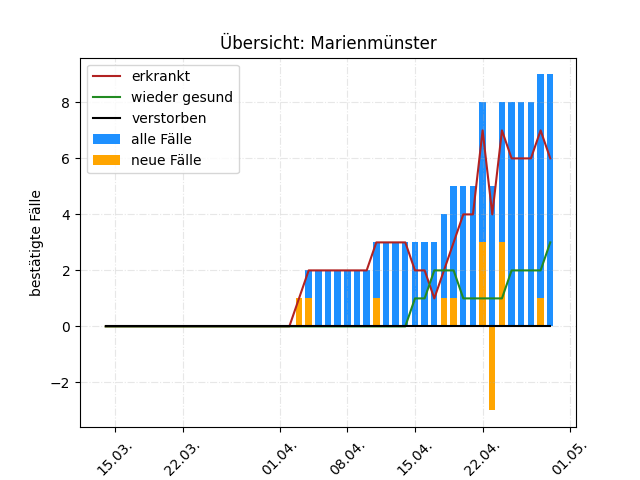 Übersicht: Marienmünster
erkrankt
wieder gesund
verstorben
alle Fälle
neue Fälle
bestätigte Fälle
8
6
4
2
0
−2
15.03.
22.03.
01.04.
08.04.
15.04.
22.04.
01.05.